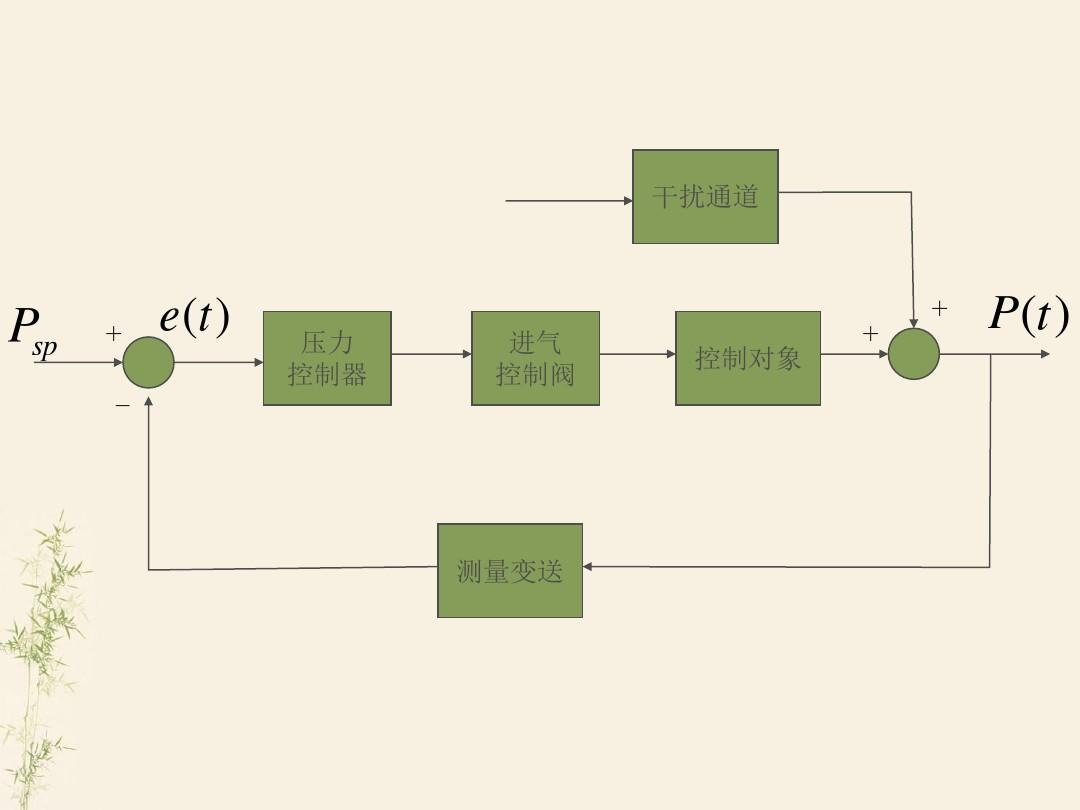 干扰通道
P_sp
+
e(t)
压力
控制器
进气
控制阀
控制对象
+
+
P(t)
−
测量变送